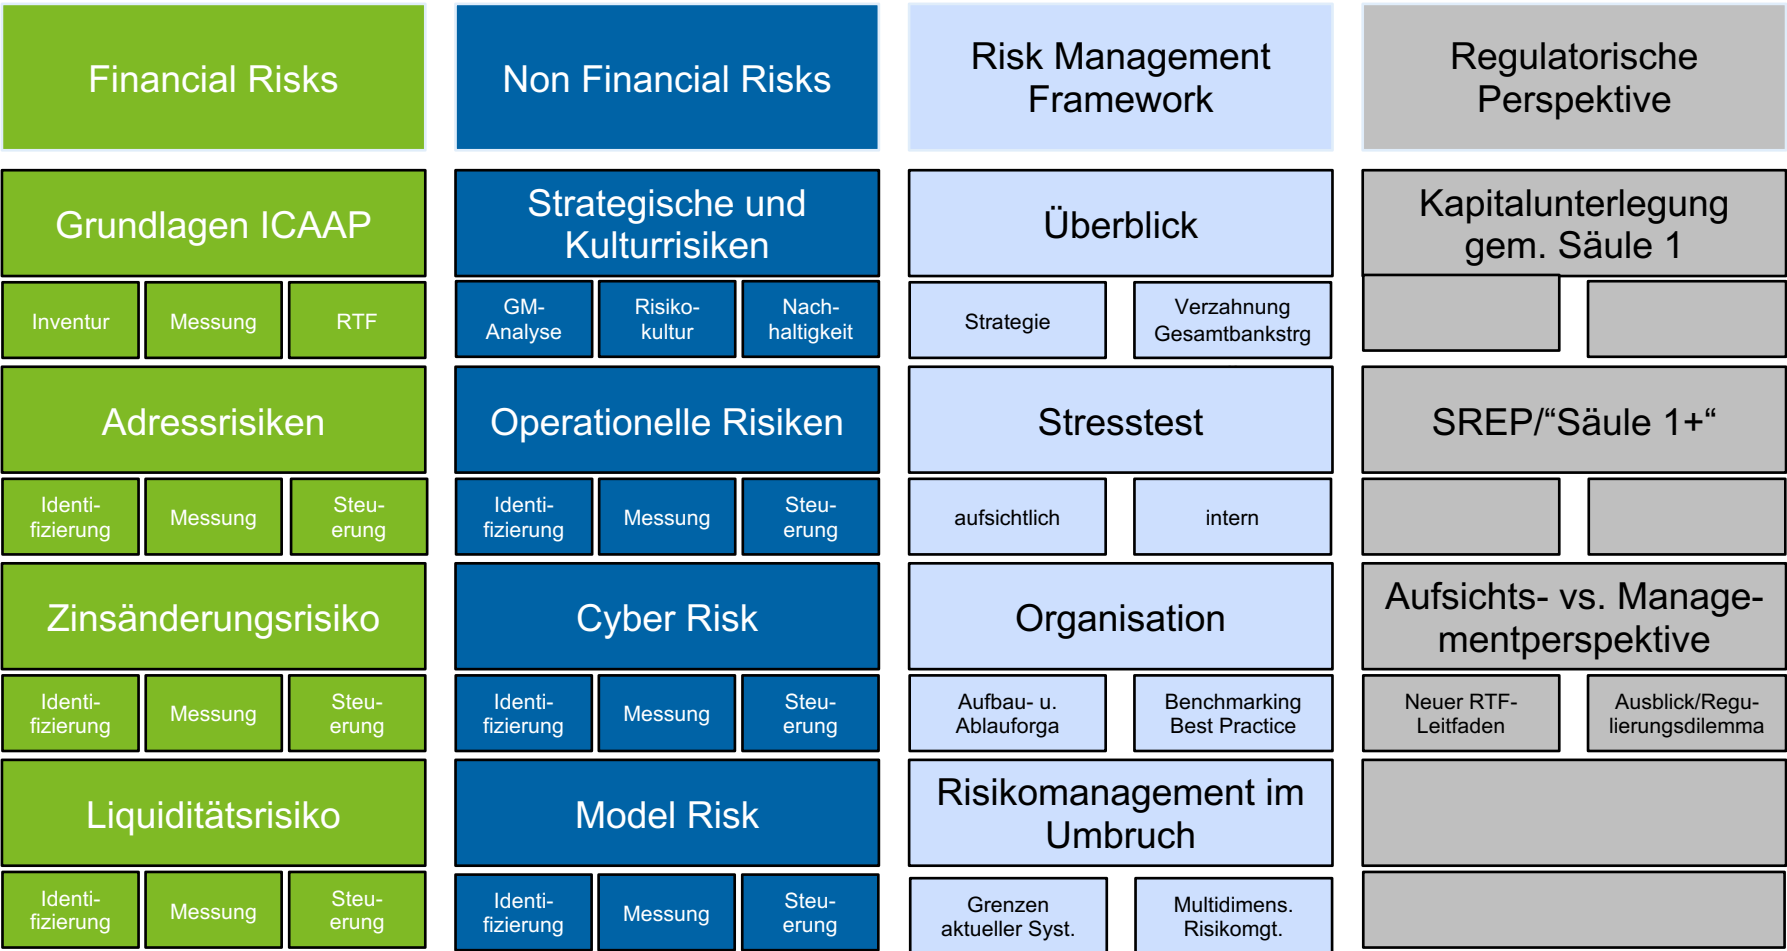 Financial Risks
Non Financial Risks
Risk Management
Framework
Regulatorische
Perspektive
Grundlagen ICAAP
Strategische und
Kulturrisiken
Überblick
Kapitalunterlegung
gem. Säule 1
Inventur
Messung
RTF
GM-
Analyse
Risiko-
kultur
Nach-
haltigkeit
Strategie
Verzahnung
Gesamtbankstrg
Adressrisiken
Operationelle Risiken
Stresstest
SREP/“Säule 1+“
Identi-
fizierung
Messung
Steu-
erung
Identi-
fizierung
Messung
Steu-
erung
aufsichtlich
intern
Zinsänderungsrisiko
Cyber Risk
Organisation
Aufsichts- vs. Manage-
mentperspektive
Identi-
fizierung
Messung
Steu-
erung
Identi-
fizierung
Messung
Steu-
erung
Aufbau- u.
Ablauforga
Benchmarking
Best Practice
Neuer RTF-
Leitfaden
Ausblick/Regu-
lierungsdilemma
Liquiditätsrisiko
Model Risk
Risikomanagement im
Umbruch
Identi-
fizierung
Messung
Steu-
erung
Identi-
fizierung
Messung
Steu-
erung
Grenzen
aktueller Syst.
Multidimens.
Risikomgt.